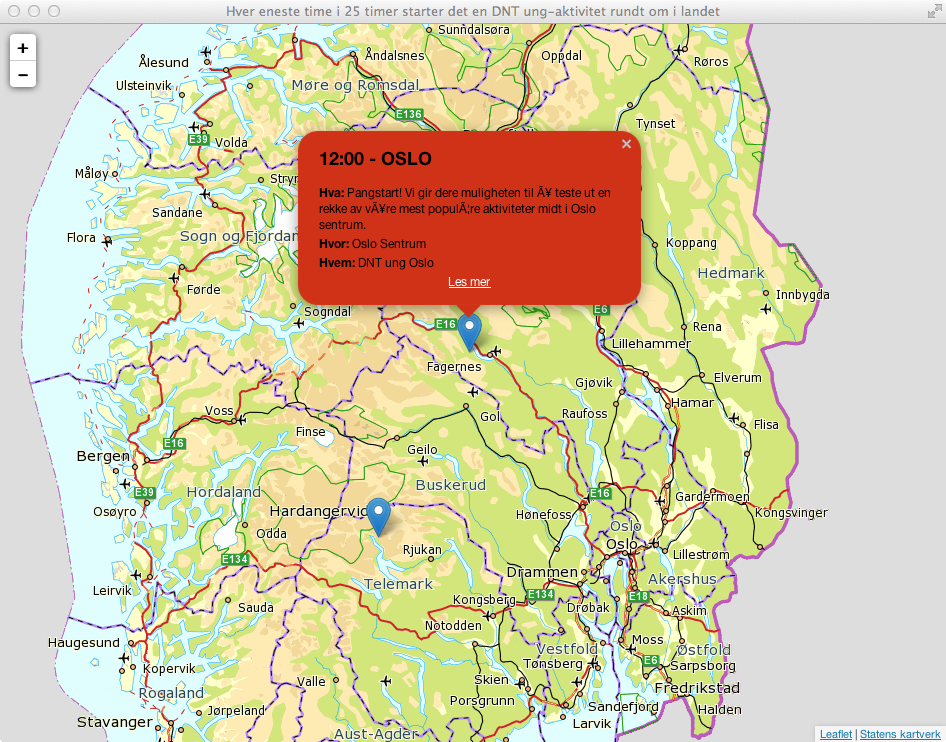 Hver eneste time i 25 timer starter det en DNT ung-aktivitet rundt om i landet
+
−
Sunndalsøra
Åndalsnes
Oppdal
Ålesund
Røros
Ulsteinvik
Møre og Romsdal
E136
Tynset
E39
Volda
×
12:00 - OSLO
Hva: Pangstart! Vi gir dere muligheten til Ã¥ teste ut en
rekke av vÃ¥re mest populÃ¦re aktiviteter midt i Oslo
sentrum.
Hvor: Oslo Sentrum
Hvem: DNT ung Oslo
Les mer
Måløy
Stryn
Sandane
Flora
Sogn og Fjordan
Koppang
Hedmark
Førde
Innbygda
Sogndal
E6
E16
Rena
Lillehammer
Fagernes
Elverum
Gjøvik
Hamar
Voss
Gol
Raufoss
Flisa
Finse
E16
Geilo
Bergen
Buskerud
Hordaland
E39
E16
Gardermoen
Osøyro
Hardangervid
Hønefoss
Kongsvinger
Oslo
Odda
Oslo
Rjukan
Lillestrøm
E134
Drammen
Telemark
Akershus
Leirvik
E134
E18
Kongsberg
Sauda
Drøbak
Askim
Notodden
Haugesund
Moss
Vestfold
Østfold
E6
Tønsberg
Sarpsborg
Kopervik
Skien
Valle
Fredrikstad
Rogaland
Porsgrunn
Sandefjord
Jørpeland
Halden
Stavanger
Larvik
Aust-Agder
Leaflet | Statens kartverk